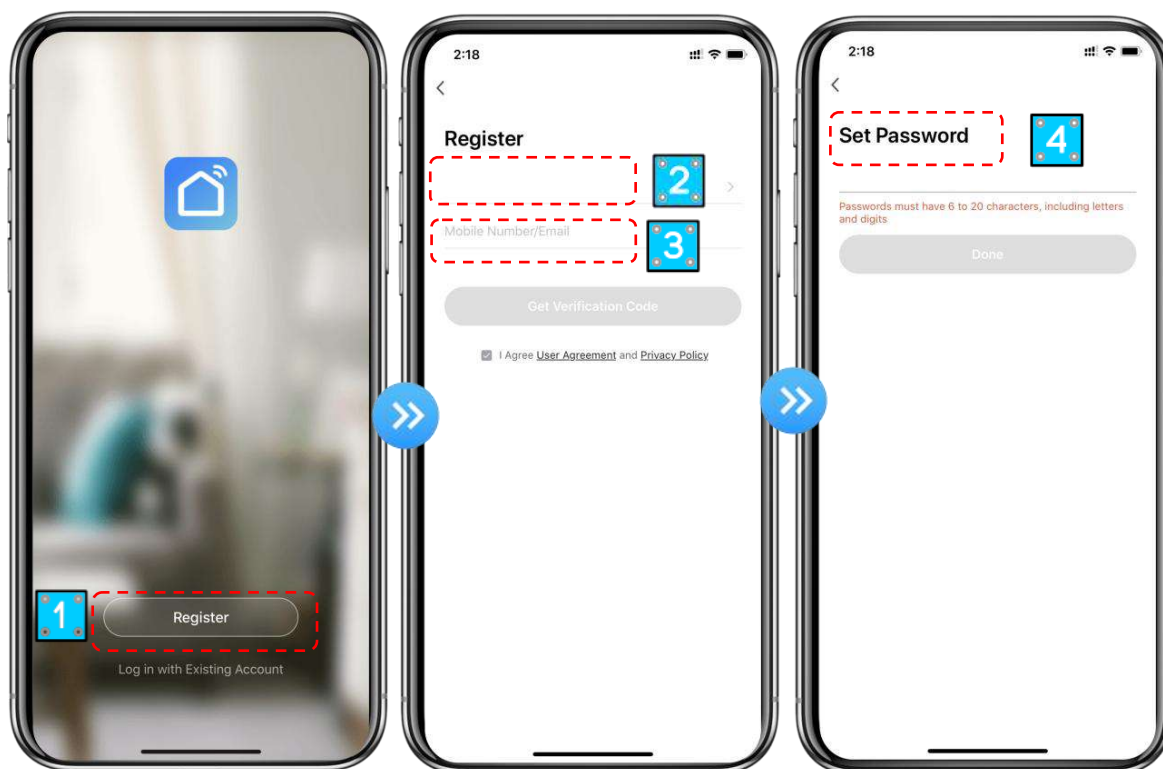 1
Register
Log in with Existing Account
2:18
Register
2
Mobile Number/Email
3
Get Verification Code
I Agree User Agreement and Privacy Policy
2:18
Set Password
4
Passwords must have 6 to 20 characters, including letters
and digits
Done